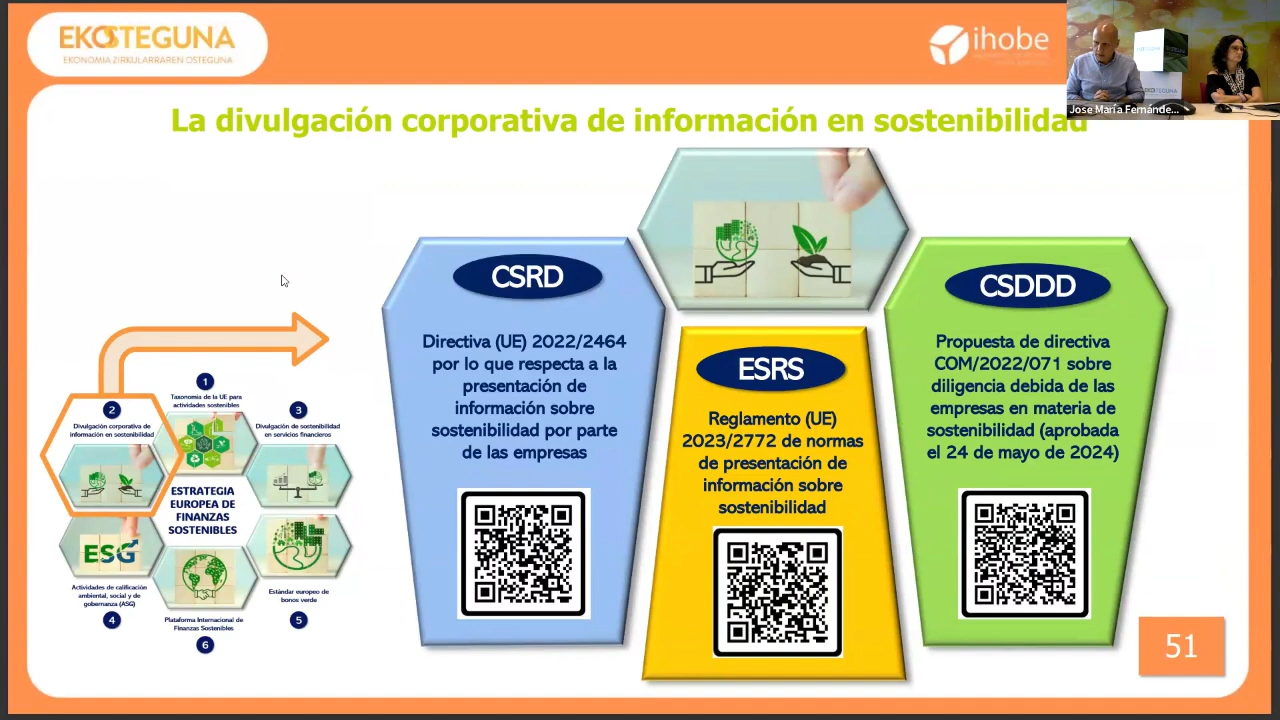 EKOSTEGUNA
EKONOMIA ZIRKULARRAREN OSTEGUNA
ihobe
Jose María Fernánde...
La divulgación corporativa de información en sostenibilidad
CSRD
Directiva (UE) 2022/2464
por lo que respecta a la
presentación de
información sobre
sostenibilidad por parte
de las empresas
ESRS
Reglamento (UE)
2023/2772 de normas
de presentación de
información sobre
sostenibilidad
CSDDD
Propuesta de directiva
COM/2022/071 sobre
diligencia debida de las
empresas en materia de
sostenibilidad (aprobada
el 24 de mayo de 2024)
1
Taxonomía de la UE para
actividades sostenibles
2
Divulgación corporativa de
información en sostenibilidad
3
Divulgación de sostenibilidad
en servicios financieros
ESTRATEGIA
EUROPEA DE
FINANZAS
SOSTENIBLES
ESG
Actividades de calificación
ambiental, social y de
gobernanza (ASG)
4
Estándar europeo de
bonos verde
5
Plataforma Internacional de
Finanzas Sostenibles
6
51